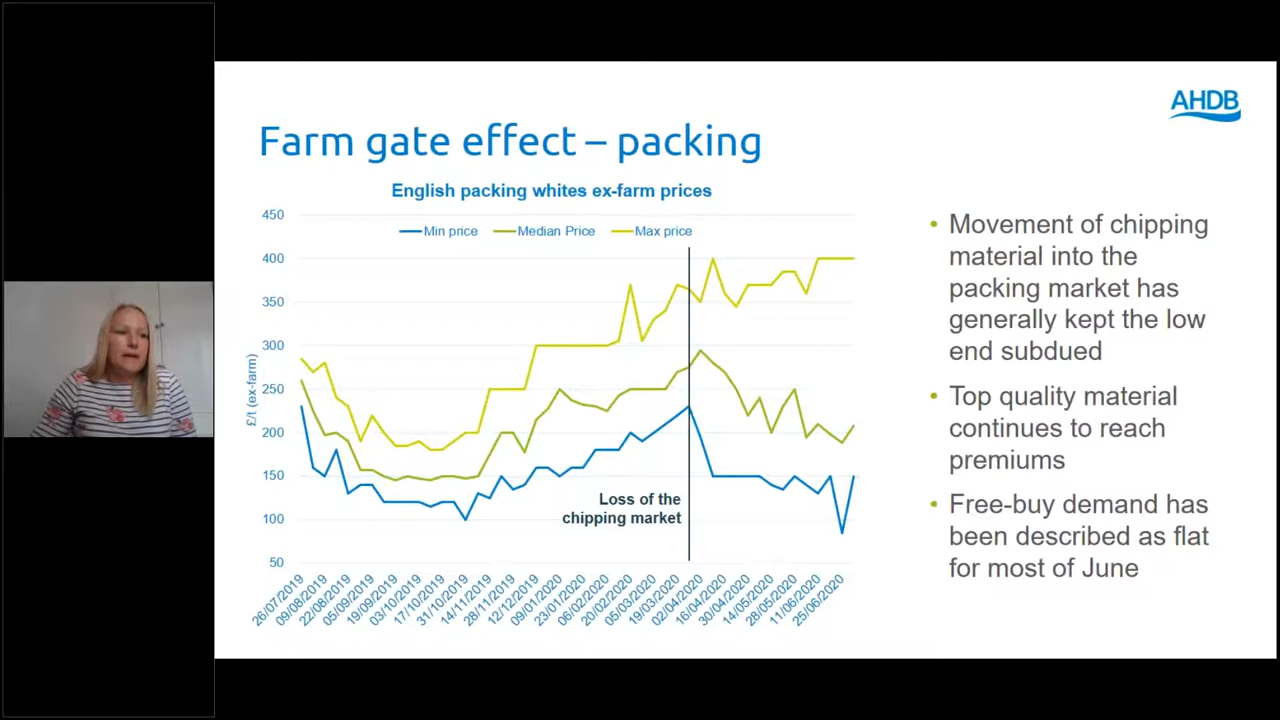 AHDB
Farm gate effect – packing
English packing whites ex-farm prices
450
400
350
300
250
200
150
100
50
£/t (ex-farm)
Min price
Median Price
Max price
Loss of the
chipping market
26/07/2019
09/08/2019
22/08/2019
05/09/2019
19/09/2019
03/10/2019
17/10/2019
31/10/2019
14/11/2019
28/11/2019
12/12/2019
09/01/2020
23/01/2020
06/02/2020
20/02/2020
05/03/2020
19/03/2020
02/04/2020
16/04/2020
30/04/2020
14/05/2020
28/05/2020
11/06/2020
25/06/2020
• Movement of chipping
material into the
packing market has
generally kept the low
end subdued
• Top quality material
continues to reach
premiums
• Free-buy demand has
been described as flat
for most of June